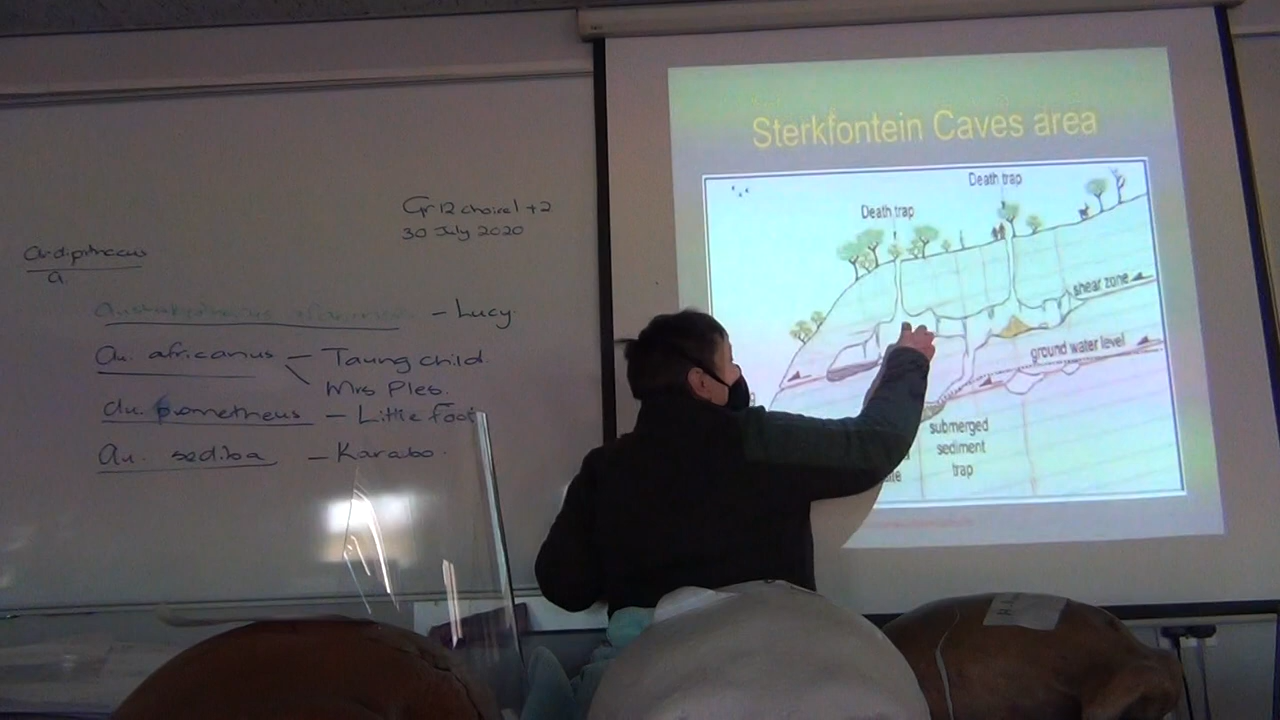 Gr 12 choice 1 + 2
30 July 2020
a.
– Lucy
Au. africanus – Taung child
Mrs Ples.
Au. prometheus – Little Foot
Au. sediba – Karabo
Sterkfontein Caves area
Death trap
Death trap
shear zone
ground water level
submerged
sediment
trap